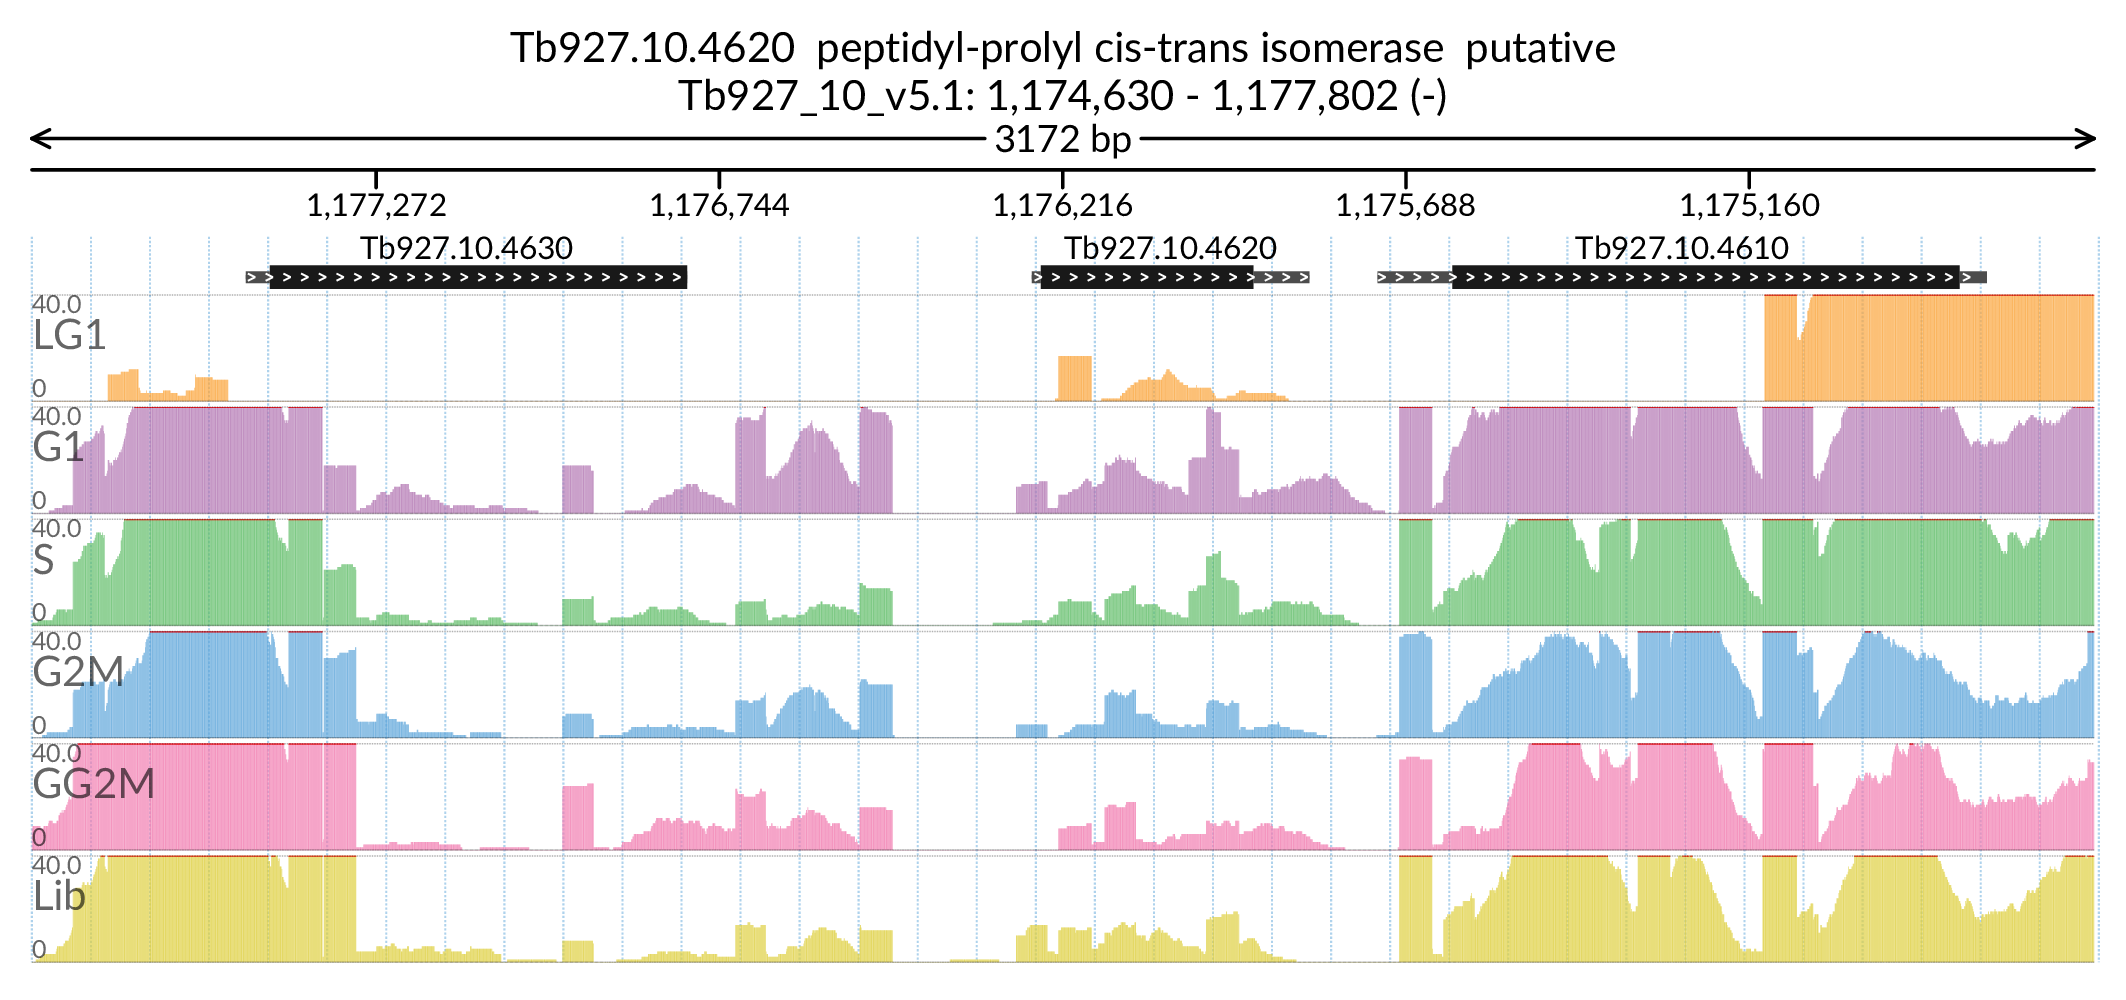 Tb927.10.4620  peptidyl-prolyl cis-trans isomerase  putative
Tb927_10_v5.1: 1,174,630 - 1,177,802 (-)
3172 bp
1,177,272 1,176,744 1,176,216 1,175,688 1,175,160
Tb927.10.4630 Tb927.10.4620 Tb927.10.4610
40.0
LG1
0
40.0
G1
0
40.0
S
0
40.0
G2M
0
40.0
GG2M
0
40.0
Lib
0